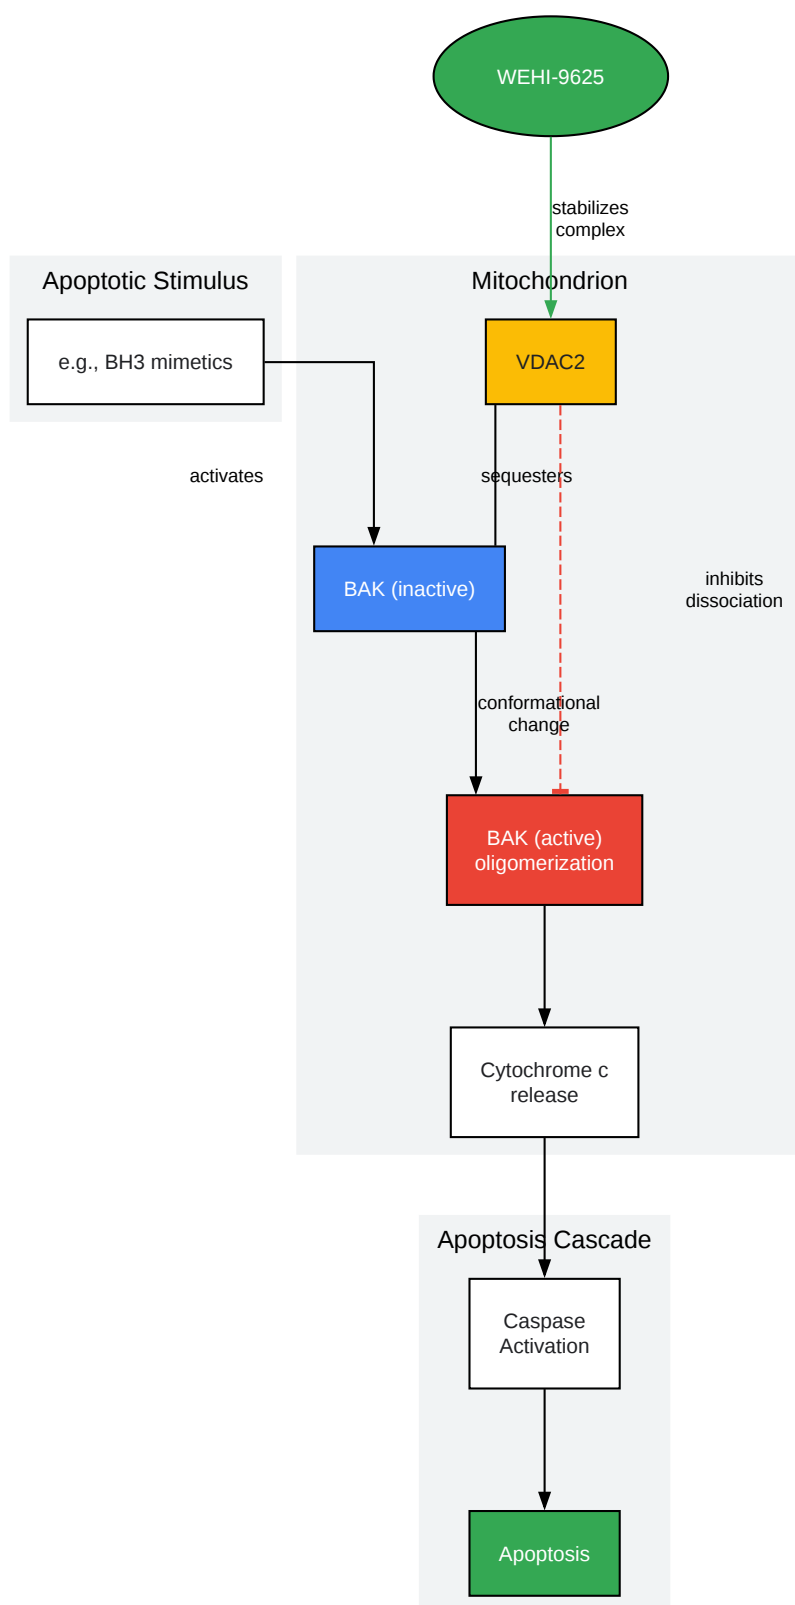 WEHI-9625
stabilizes
complex
Apoptotic Stimulus
Mitochondrion
e.g., BH3 mimetics
VDAC2
activates
sequesters
BAK (inactive)
inhibits
dissociation
conformational
change
BAK (active)
oligomerization
Cytochrome c
release
Apoptosis Cascade
Caspase
Activation
Apoptosis